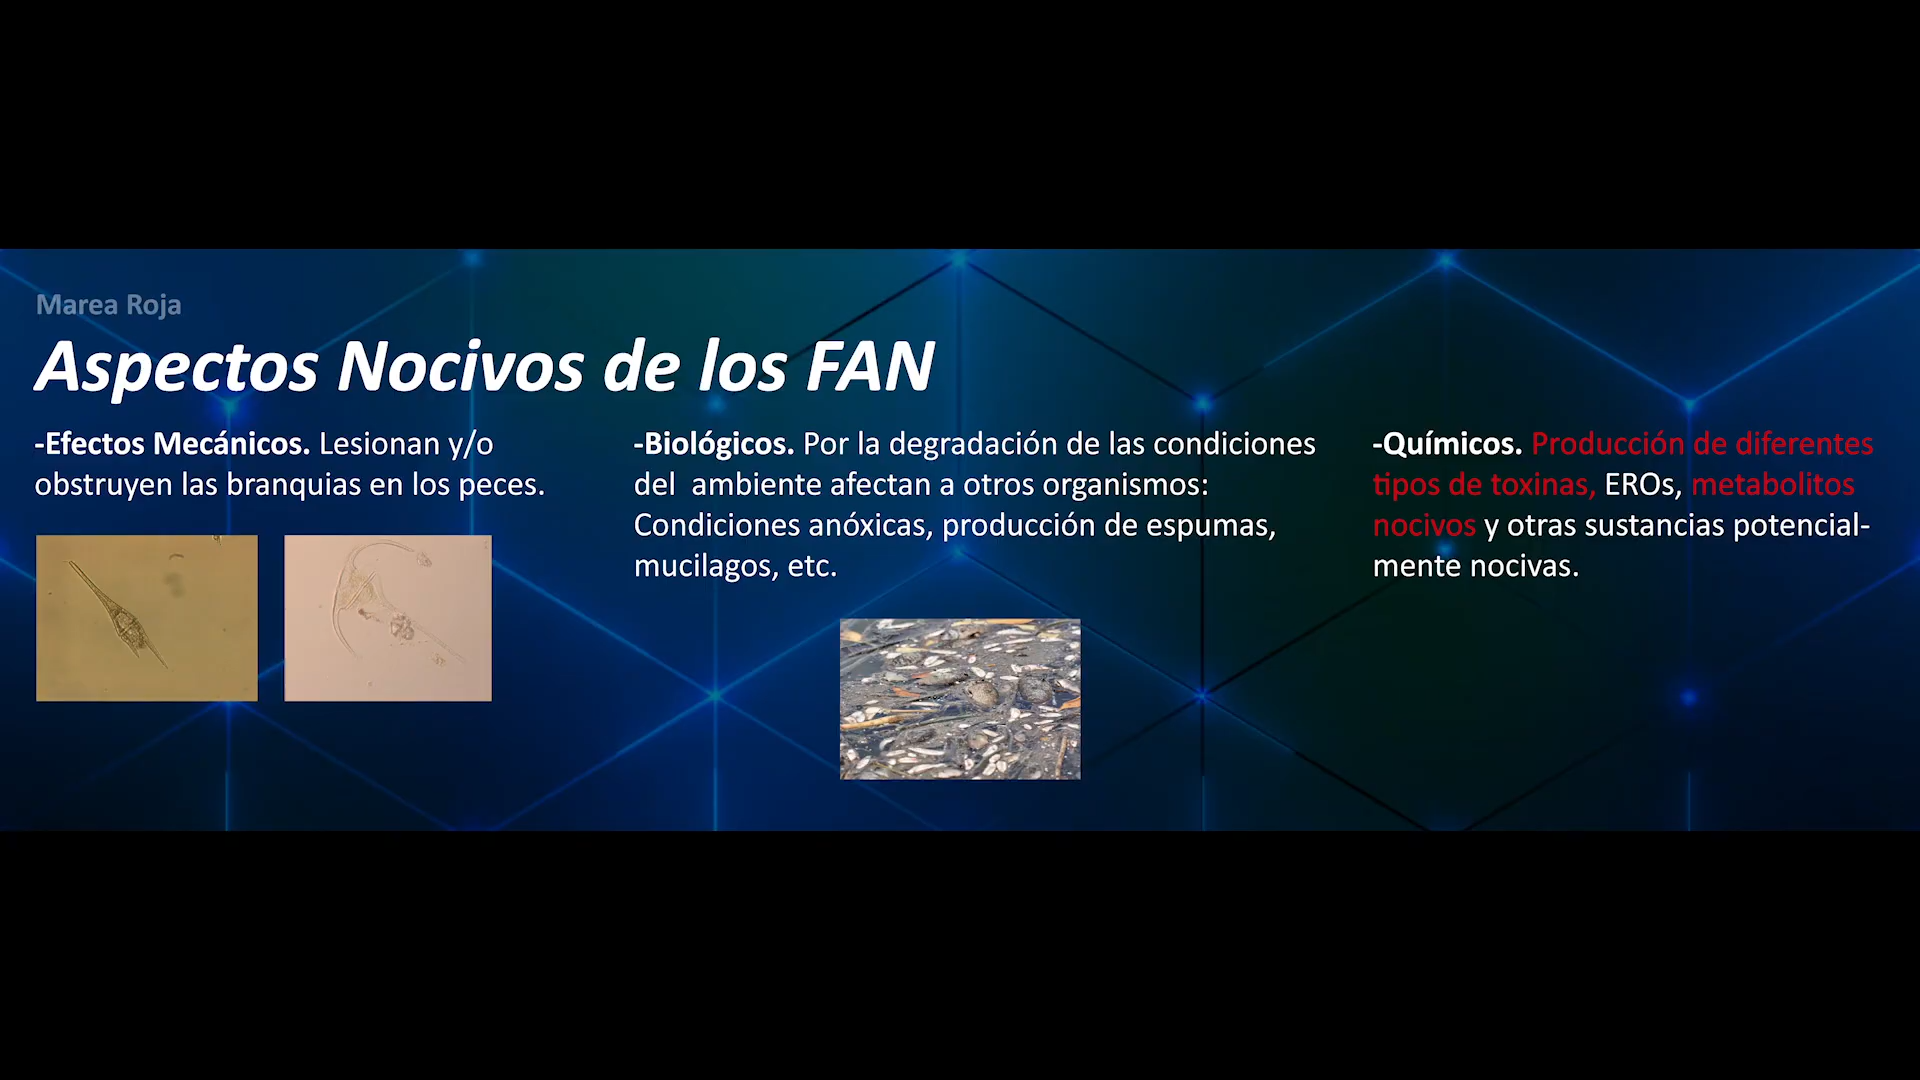 Marea Roja
Aspectos Nocivos de los FAN
-Efectos Mecánicos. Lesionan y/o
obstruyen las branquias en los peces.
-Biológicos. Por la degradación de las condiciones
del  ambiente afectan a otros organismos:
Condiciones anóxicas, producción de espumas,
mucilagos, etc.
-Químicos. Producción de diferentes
tipos de toxinas, EROs, metabolitos
nocivos y otras sustancias potencial-
mente nocivas.